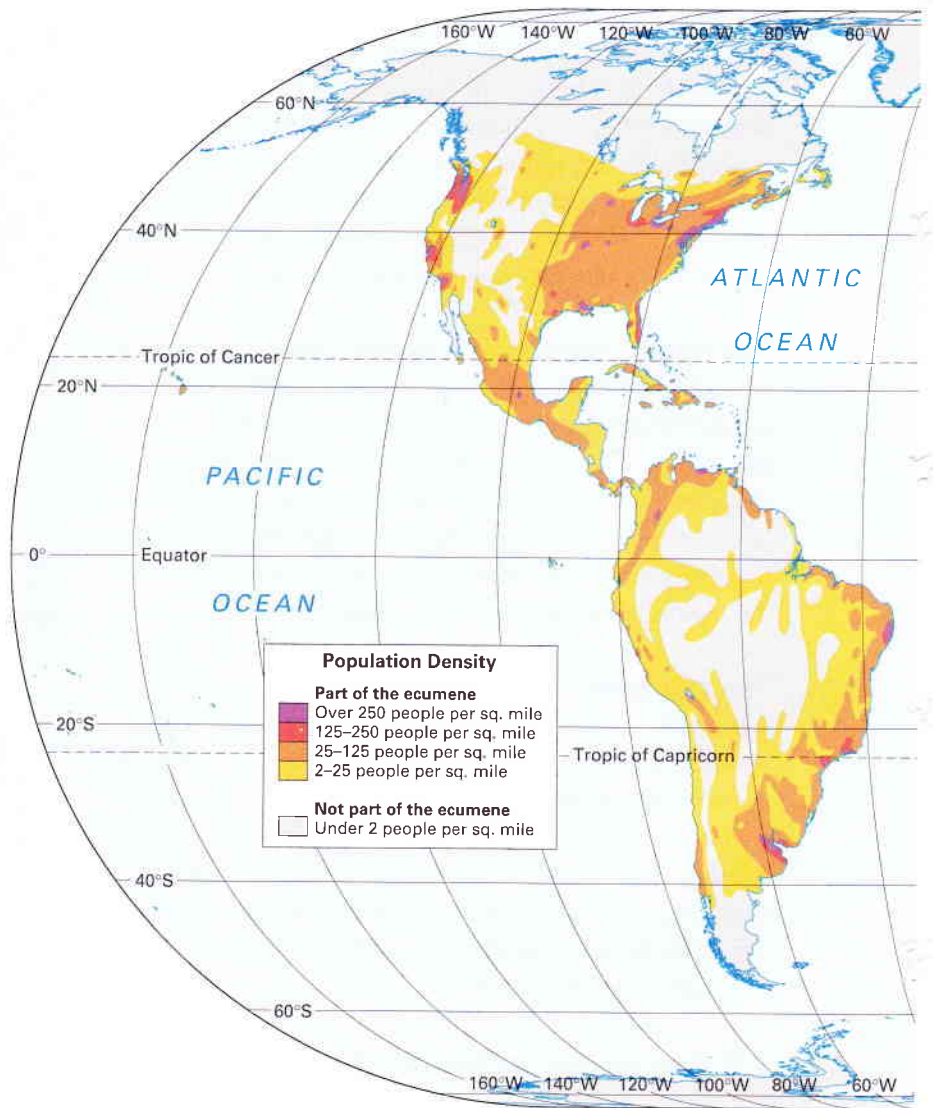 160°W 140°W 120°W 100°W 80°W 60°W
60°N
40°N
ATLANTIC
OCEAN
Tropic of Cancer
20°N
PACIFIC
0°
Equator
OCEAN
Population Density
Part of the ecumene
Over 250 people per sq. mile
125–250 people per sq. mile
25–125 people per sq. mile
2–25 people per sq. mile
Not part of the ecumene
Under 2 people per sq. mile
20°S
Tropic of Capricorn
40°S
60°S
160°W 140°W 120°W 100°W 80°W 60°W